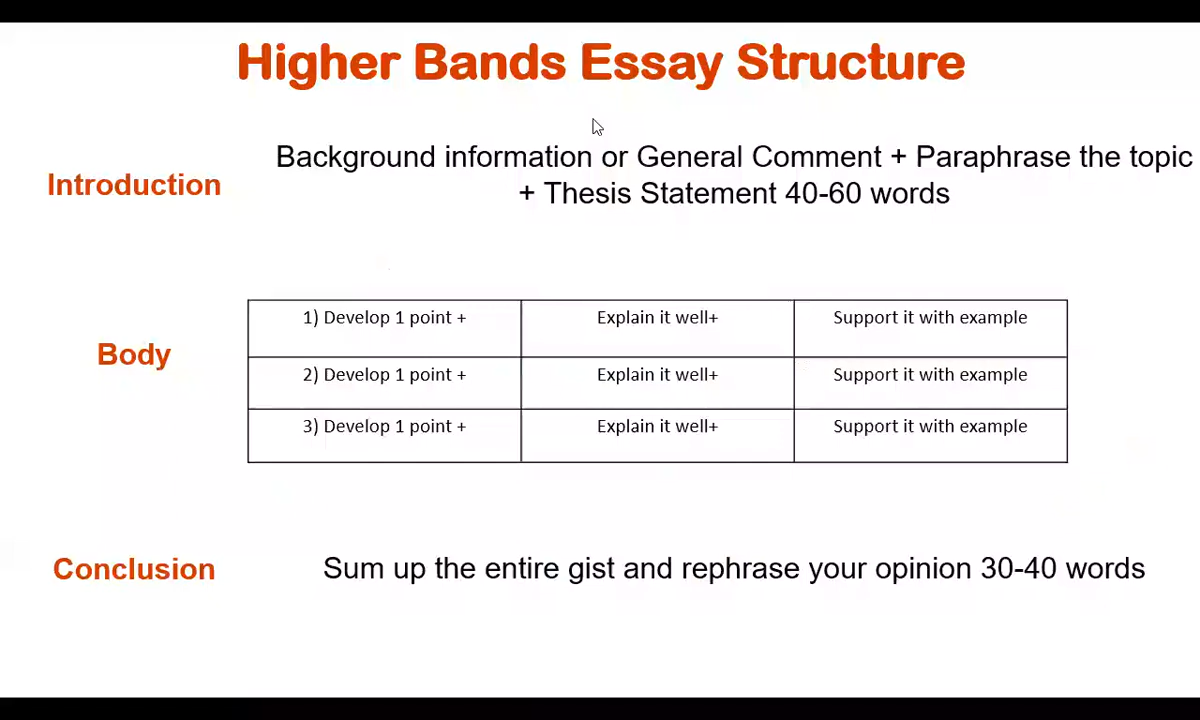 Higher Bands Essay Structure
Introduction
Background information or General Comment + Paraphrase the topic
+ Thesis Statement 40-60 words
Body
1) Develop 1 point + Explain it well+ Support it with example
2) Develop 1 point + Explain it well+ Support it with example
3) Develop 1 point + Explain it well+ Support it with example
Conclusion
Sum up the entire gist and rephrase your opinion 30-40 words